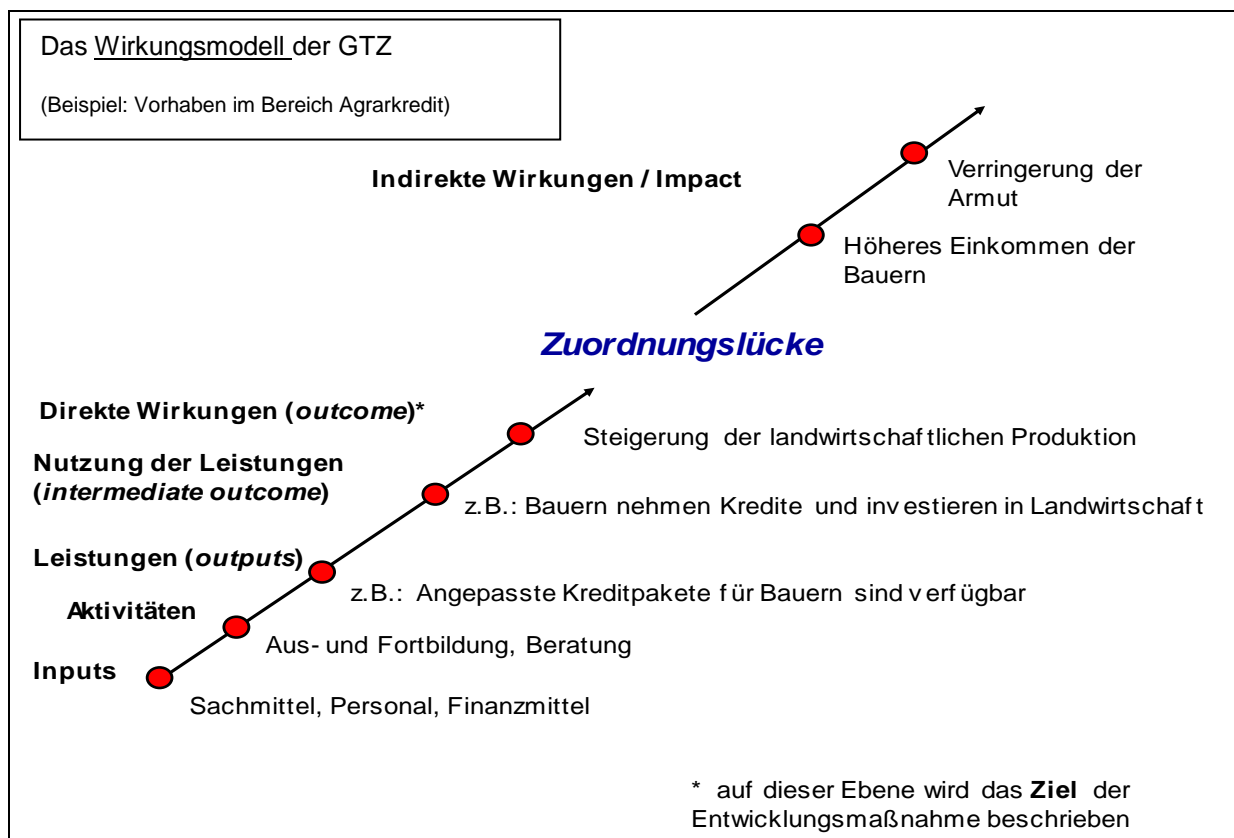 Das Wirkungsmodell der GTZ
(Beispiel: Vorhaben im Bereich Agrarkredit)
Indirekte Wirkungen / Impact
Verringerung der
Armut
Höheres Einkommen der
Bauern
Zuordnungslücke
Direkte Wirkungen (outcome)*
Steigerung der landwirtschaftlichen Produktion
Nutzung der Leistungen
(intermediate outcome)
z.B.: Bauern nehmen Kredite und investieren in Landwirtschaft
Leistungen (outputs)
z.B.: Angepasste Kreditpakete für Bauern sind verfügbar
Aktivitäten
Aus- und Fortbildung, Beratung
Inputs
Sachmittel, Personal, Finanzmittel
* auf dieser Ebene wird das Ziel der
Entwicklungsmaßnahme beschrieben